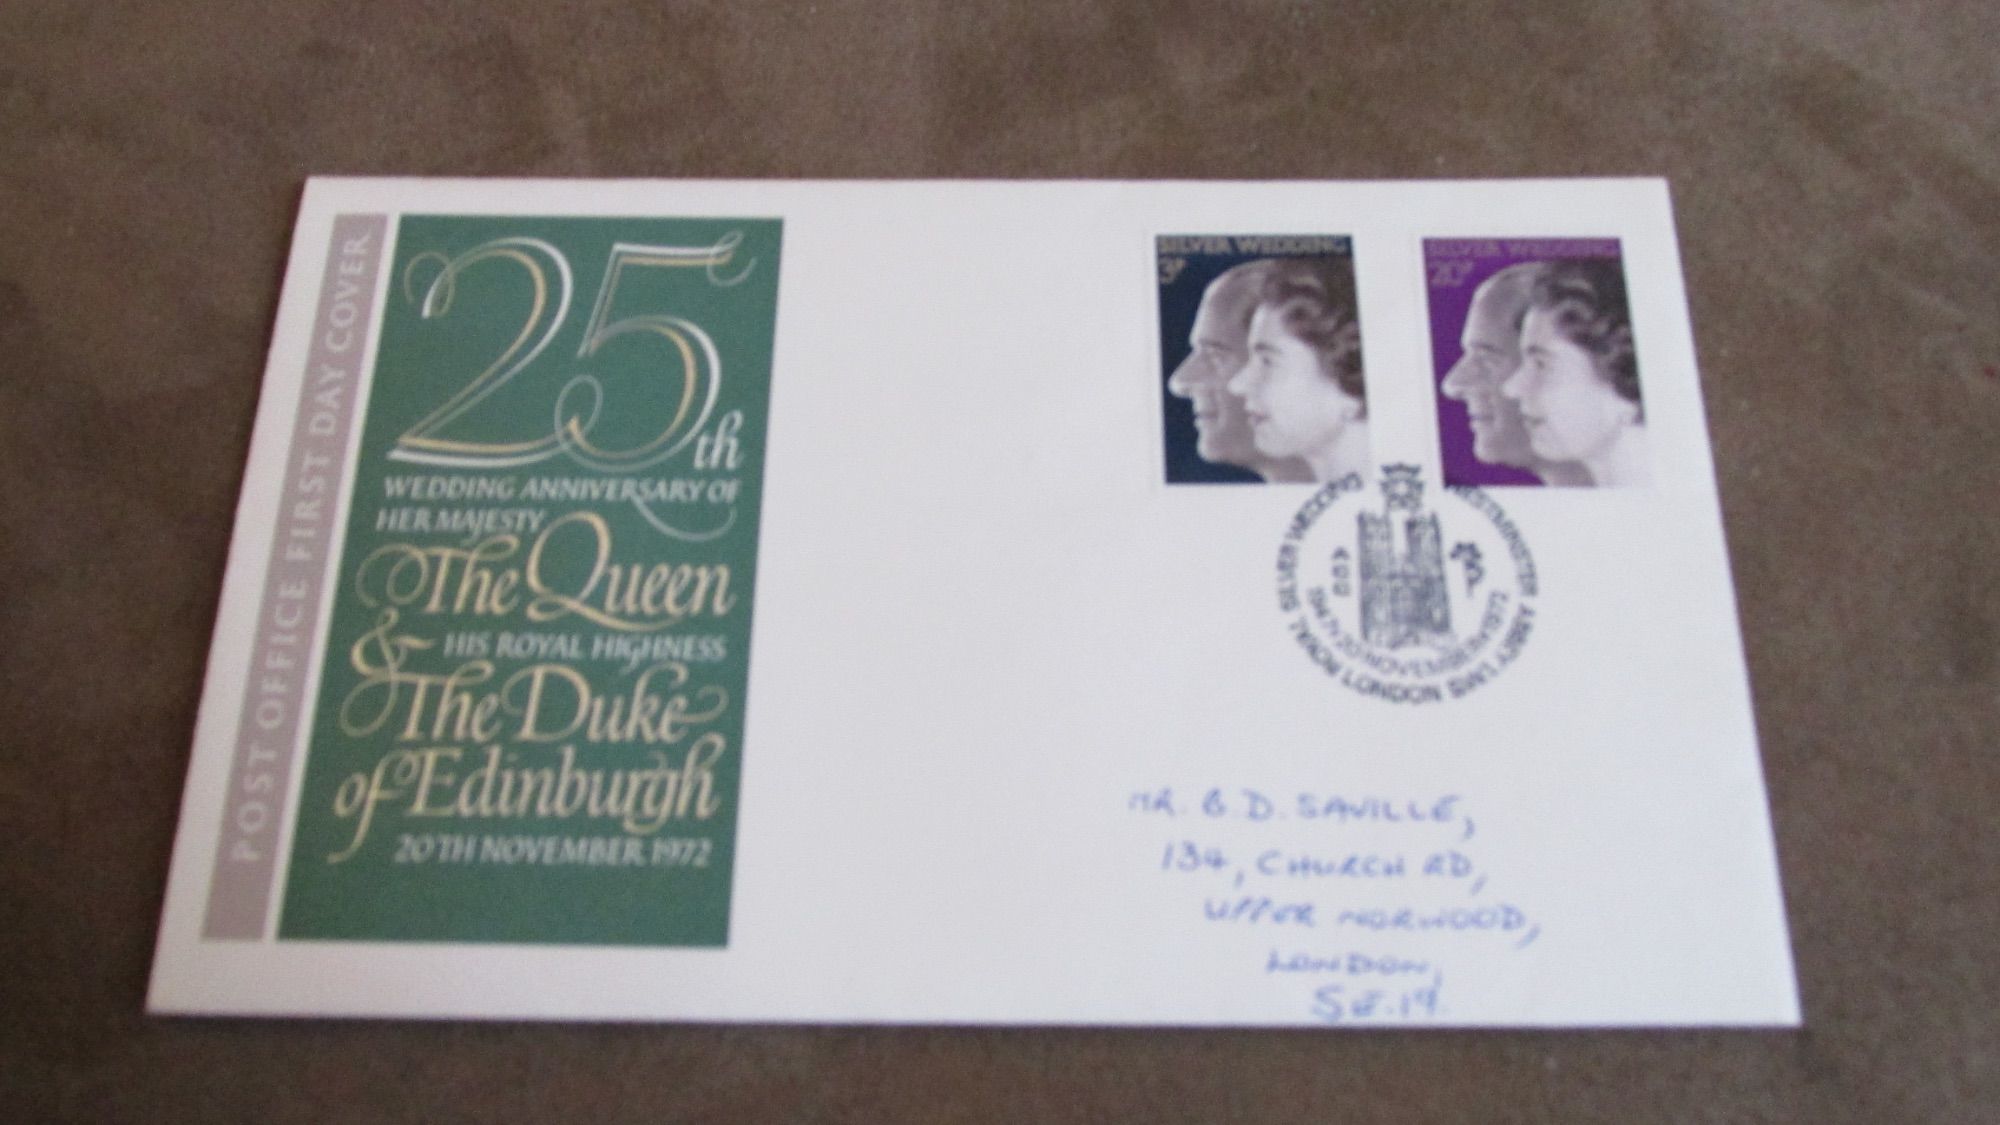 POST OFFICE FIRST DAY COVER
25th
WEDDING ANNIVERSARY OF
HER MAJESTY
The Queen
& HIS ROYAL HIGHNESS
The Duke
of Edinburgh
20TH NOVEMBER 1972
SILVER WEDDING
3P
SILVER WEDDING
20P
ROYAL SILVER WEDDING WESTMINSTER ABBEY LONDON SW1
1947 • 20 NOVEMBER • 1972
MR. B. D. SAVILLE,
134, CHURCH RD,
UPPER NORWOOD,
LONDON,
S.E.19.